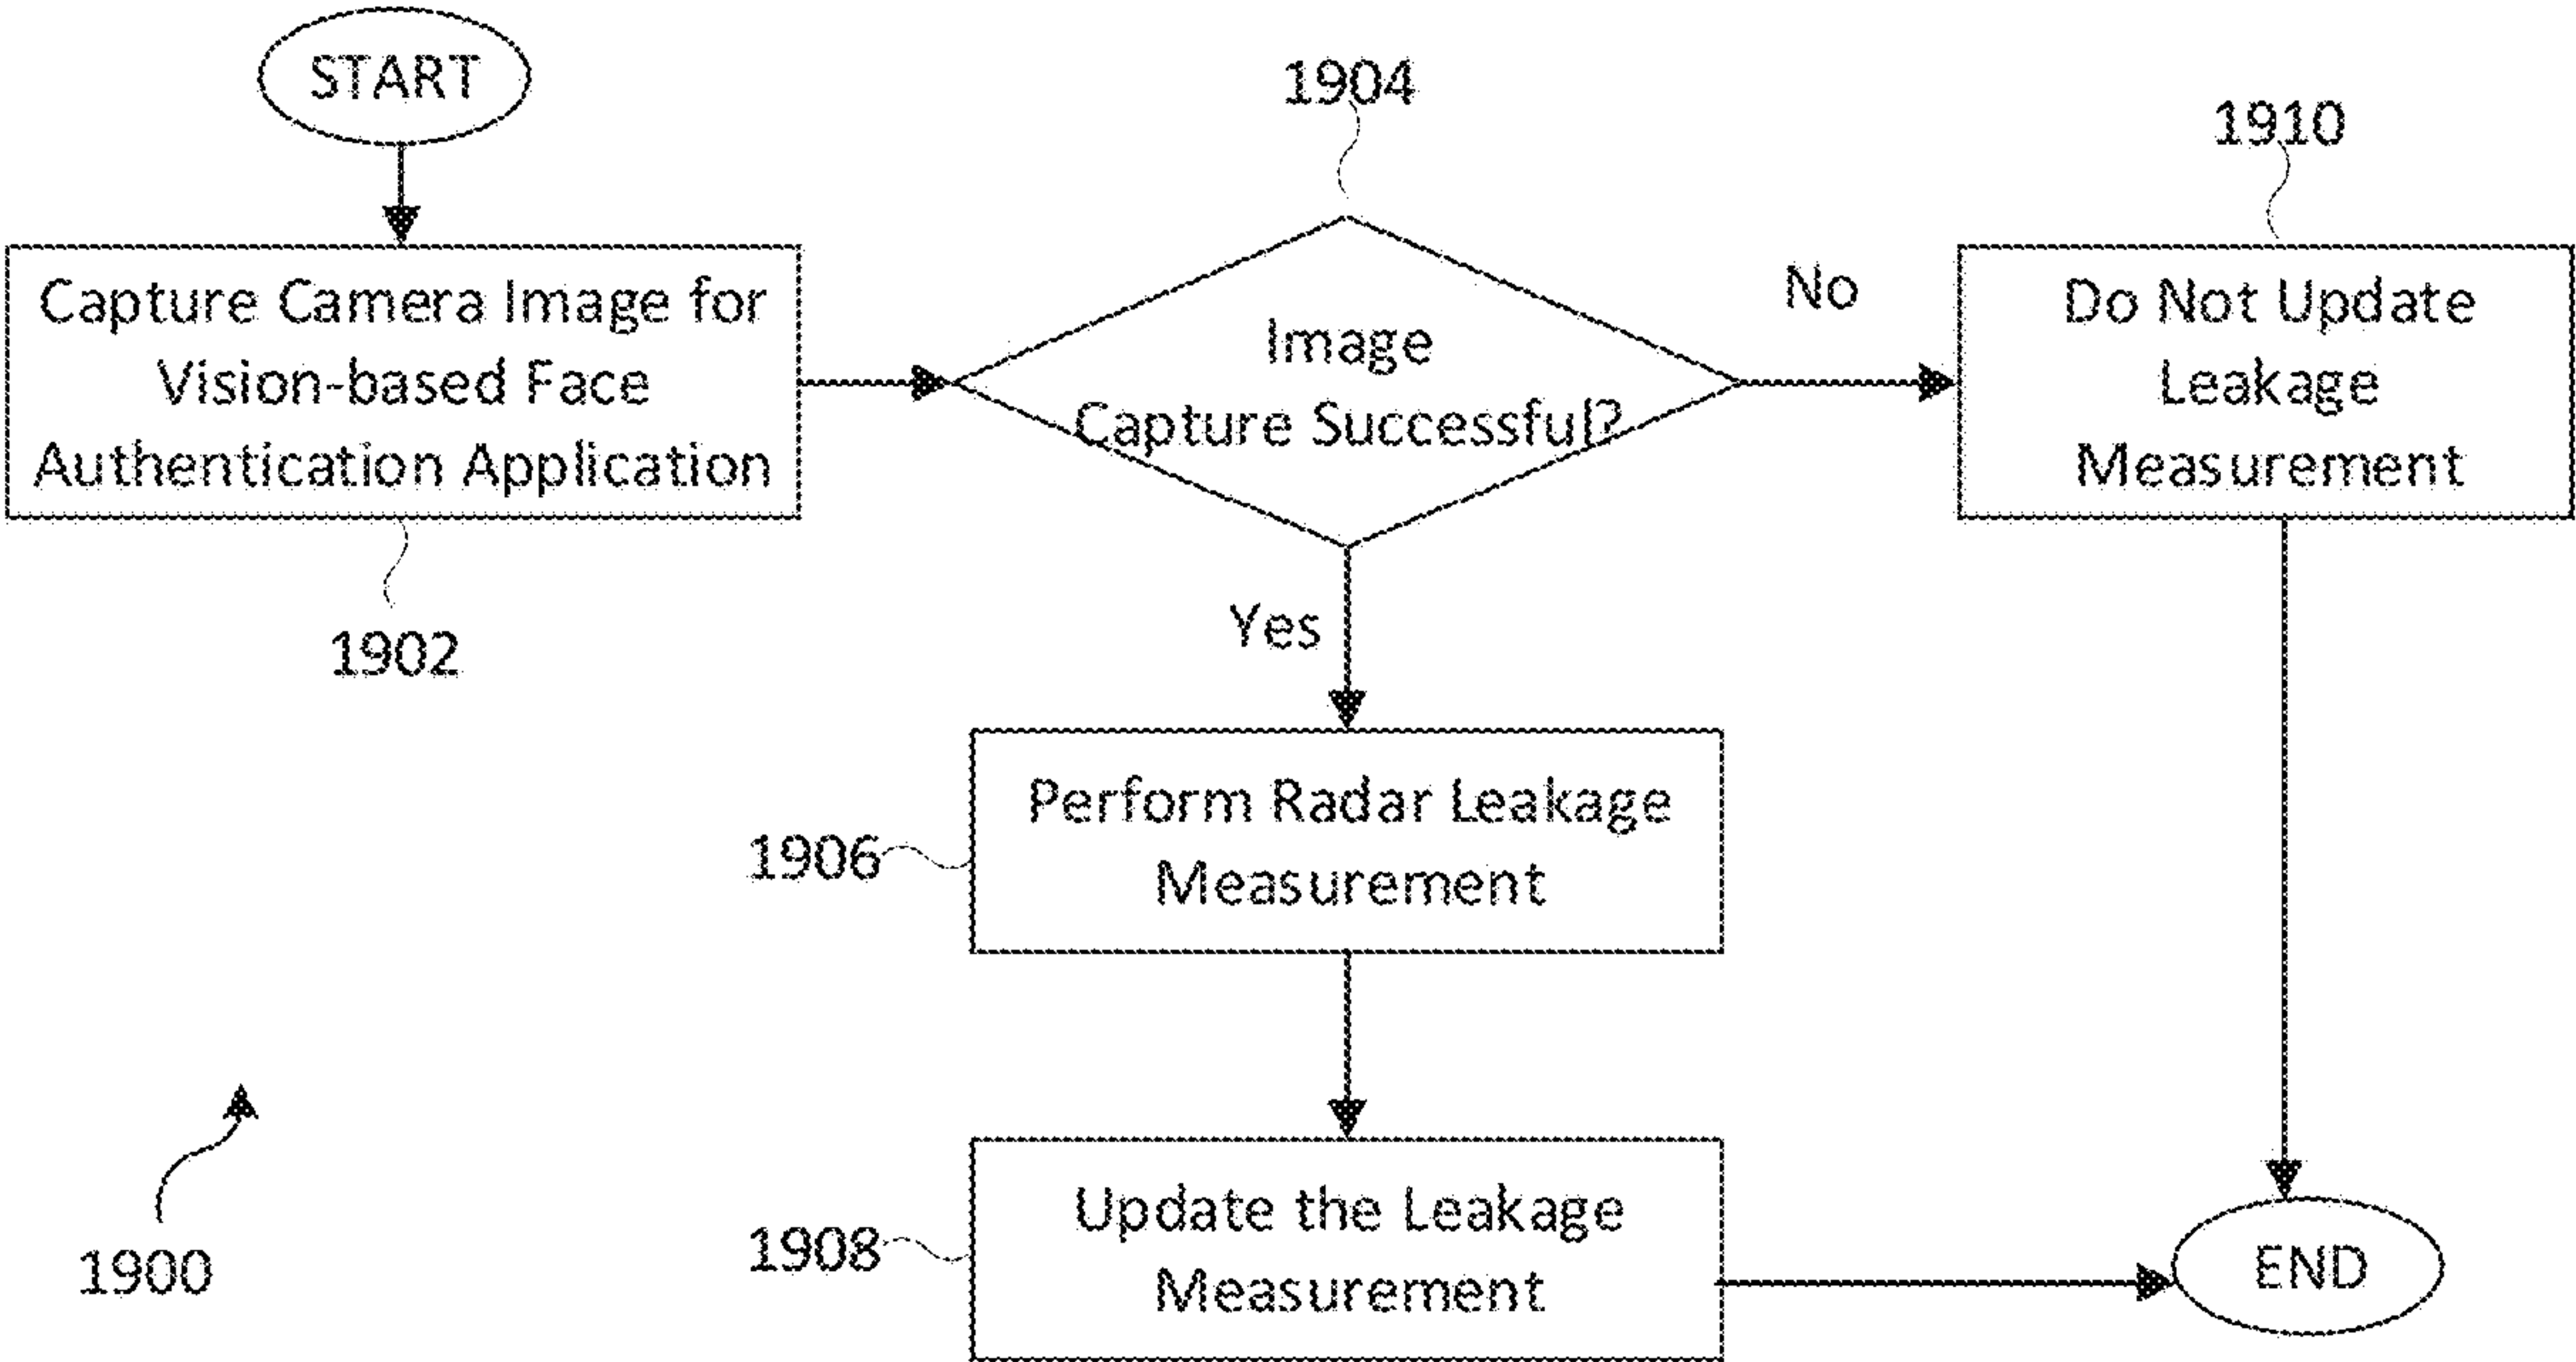 START
1904
1910
Capture Camera Image for
Vision-based Face
Authentication Application
1902
Image
Capture Successful?
No
Do Not Update
Leakage
Measurement
Yes
Perform Radar Leakage
Measurement
1906
Update the Leakage
Measurement
1908
END
1900